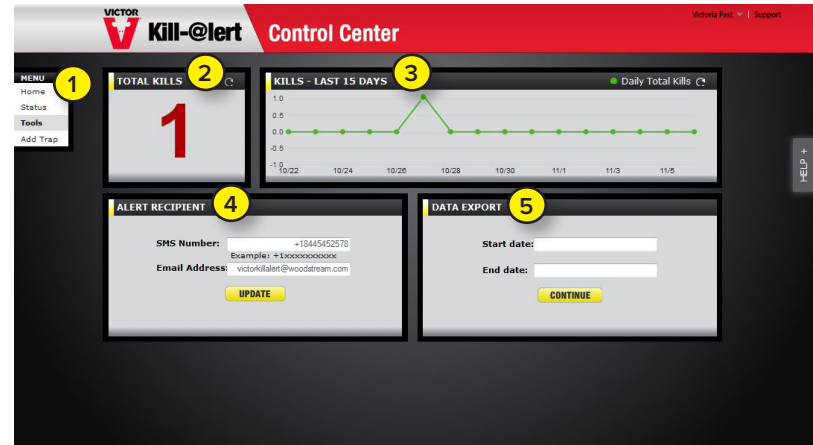 VICTOR
Kill-@lert
Control Center
Victoria Pest | Support
MENU
Home
Status
Tools
Add Trap
1
TOTAL KILLS
2
1
KILLS - LAST 15 DAYS
3
Daily Total Kills
1.0
0.5
0.0
-0.5
-1.0
10/22 10/24 10/26 10/28 10/30 11/1 11/3 11/5
HELP +
ALERT RECIPIENT
4
SMS Number: +18445452578
Example: +1xxxxxxxxxx
Email Address: victorkillalert@woodstream.com
UPDATE
DATA EXPORT
5
Start date:
End date:
CONTINUE